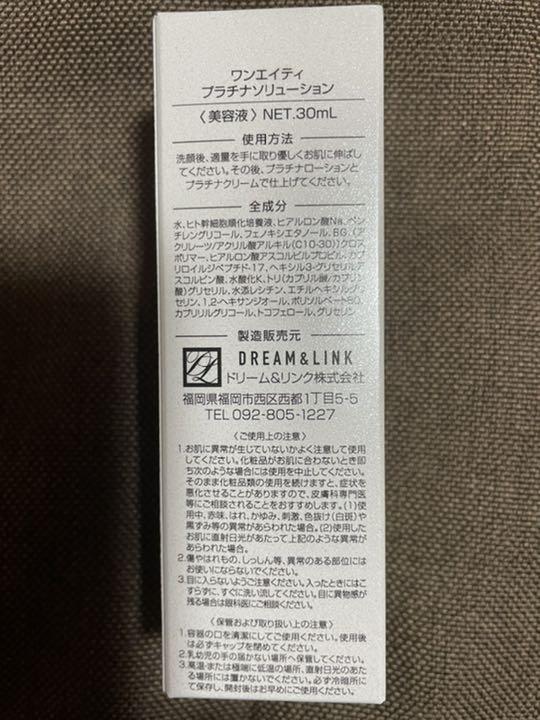 ワンエイティ
プラチナソリューション
〈美容液〉NET.30mL
使用方法
洗顔後、適量を手に取り優しくお肌に伸ばし
てください。その後、プラチナローションと
プラチナクリームで仕上げてください。
全成分
水、ヒト幹細胞順化培養液、ヒアルロン酸Na、ペン
チレングリコール、フェノキシエタノール、BG、(ア
クリレーツ/アクリル酸アルキル(C10-30))クロス
ポリマー、ヒアルロン酸アスコルビルプロピル、カプ
リロイルジペプチド-17、ヘキシル3-グリセリルア
スコルビン酸、水酸化K、トリ(カプリル酸/カプリン
酸)グリセリル、水添レシチン、エチルヘキシルグリ
セリン、1,2-ヘキサンジオール、ポリソルベート80、
カプリリルグリコール、トコフェロール、グリセリン
製造販売元
DL
DREAM&LINK
ドリーム&リンク株式会社
福岡県福岡市西区西都1丁目5-5
TEL 092-805-1227
〈ご使用上の注意〉
1.お肌に異常が生じていないかよく注意して使用
してください。化粧品がお肌に合わないとき即
ち次のような場合には使用を中止してください。
そのまま化粧品類の使用を続けますと、症状を
悪化させることがありますので、皮膚科専門医
等にご相談されることをおすすめします。(1)使
用中、赤味、はれ、かゆみ、刺激、色抜け(白斑)や
黒ずみ等の異常があらわれた場合。(2)使用した
お肌に直射日光があたって上記のような異常が
あらわれた場合。
2.傷やはれもの、しっしん等、異常のある部位には
お使いにならないでください。
3.目に入らないようご注意ください。入ったときにはこ
すらずに、すぐに洗い流してください。目に異物感が
残る場合は眼科医にご相談ください。
〈保管および取り扱い上の注意〉
1.容器の口を清潔にしてご使用ください。使用後
は必ずキャップを閉めてください。
2.乳幼児の手の届かない場所へ保管してください。
3.高温または極端に低温の場所、直射日光のあた
る場所には置かないでください。必ず冷暗所に
て保存し、開封後はお早めにご使用ください。